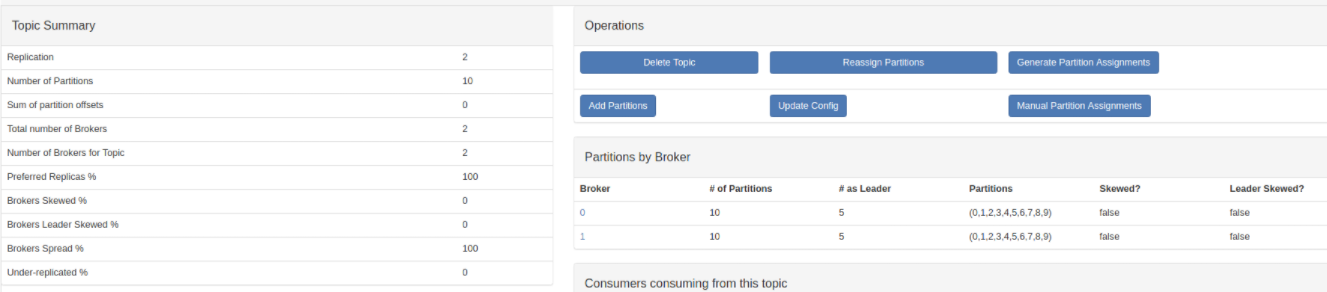 Topic Summary
Replication 2
Number of Partitions 10
Sum of partition offsets 0
Total number of Brokers 2
Number of Brokers for Topic 2
Preferred Replicas % 100
Brokers Skewed % 0
Brokers Leader Skewed % 0
Brokers Spread % 100
Under-replicated % 0
Operations
Delete Topic Reassign Partitions Generate Partition Assignments
Add Partitions Update Config Manual Partition Assignments
Partitions by Broker
Broker # of Partitions # as Leader Partitions Skewed? Leader Skewed?
0 10 5 (0,1,2,3,4,5,6,7,8,9) false false
1 10 5 (0,1,2,3,4,5,6,7,8,9) false false
Consumers consuming from this topic